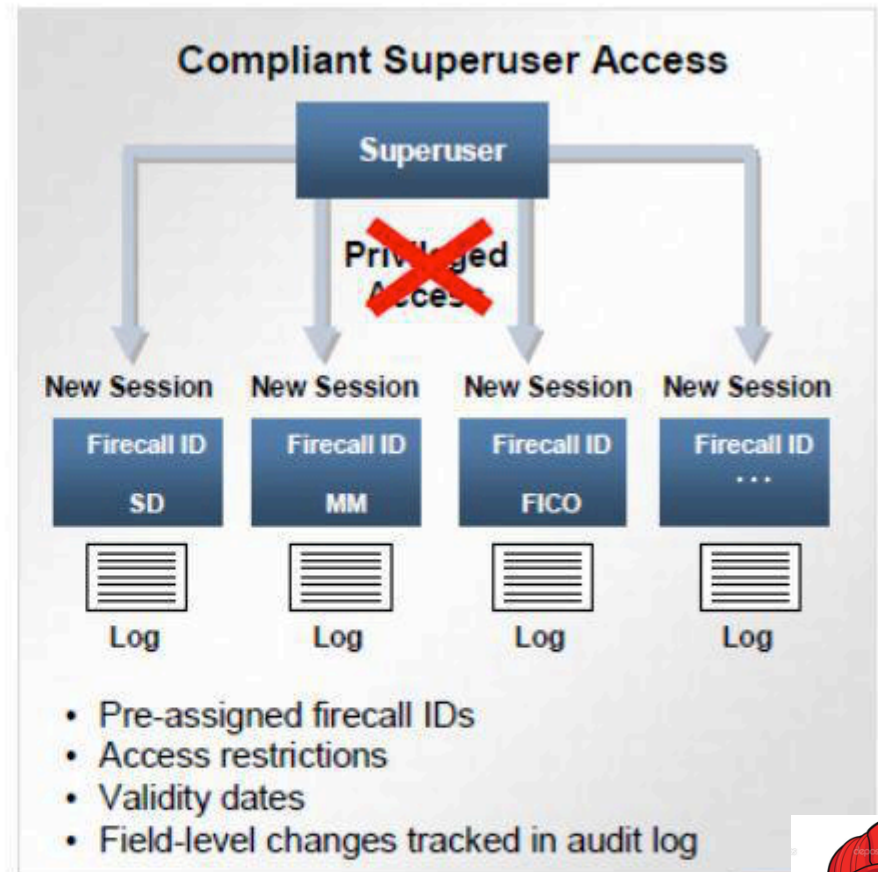 Compliant Superuser Access
Superuser
Privileged
Access
New Session New Session New Session New Session
Firecall ID Firecall ID Firecall ID Firecall ID
SD MM FICO ...
Log Log Log Log
• Pre-assigned firecall IDs
• Access restrictions
• Validity dates
• Field-level changes tracked in audit log